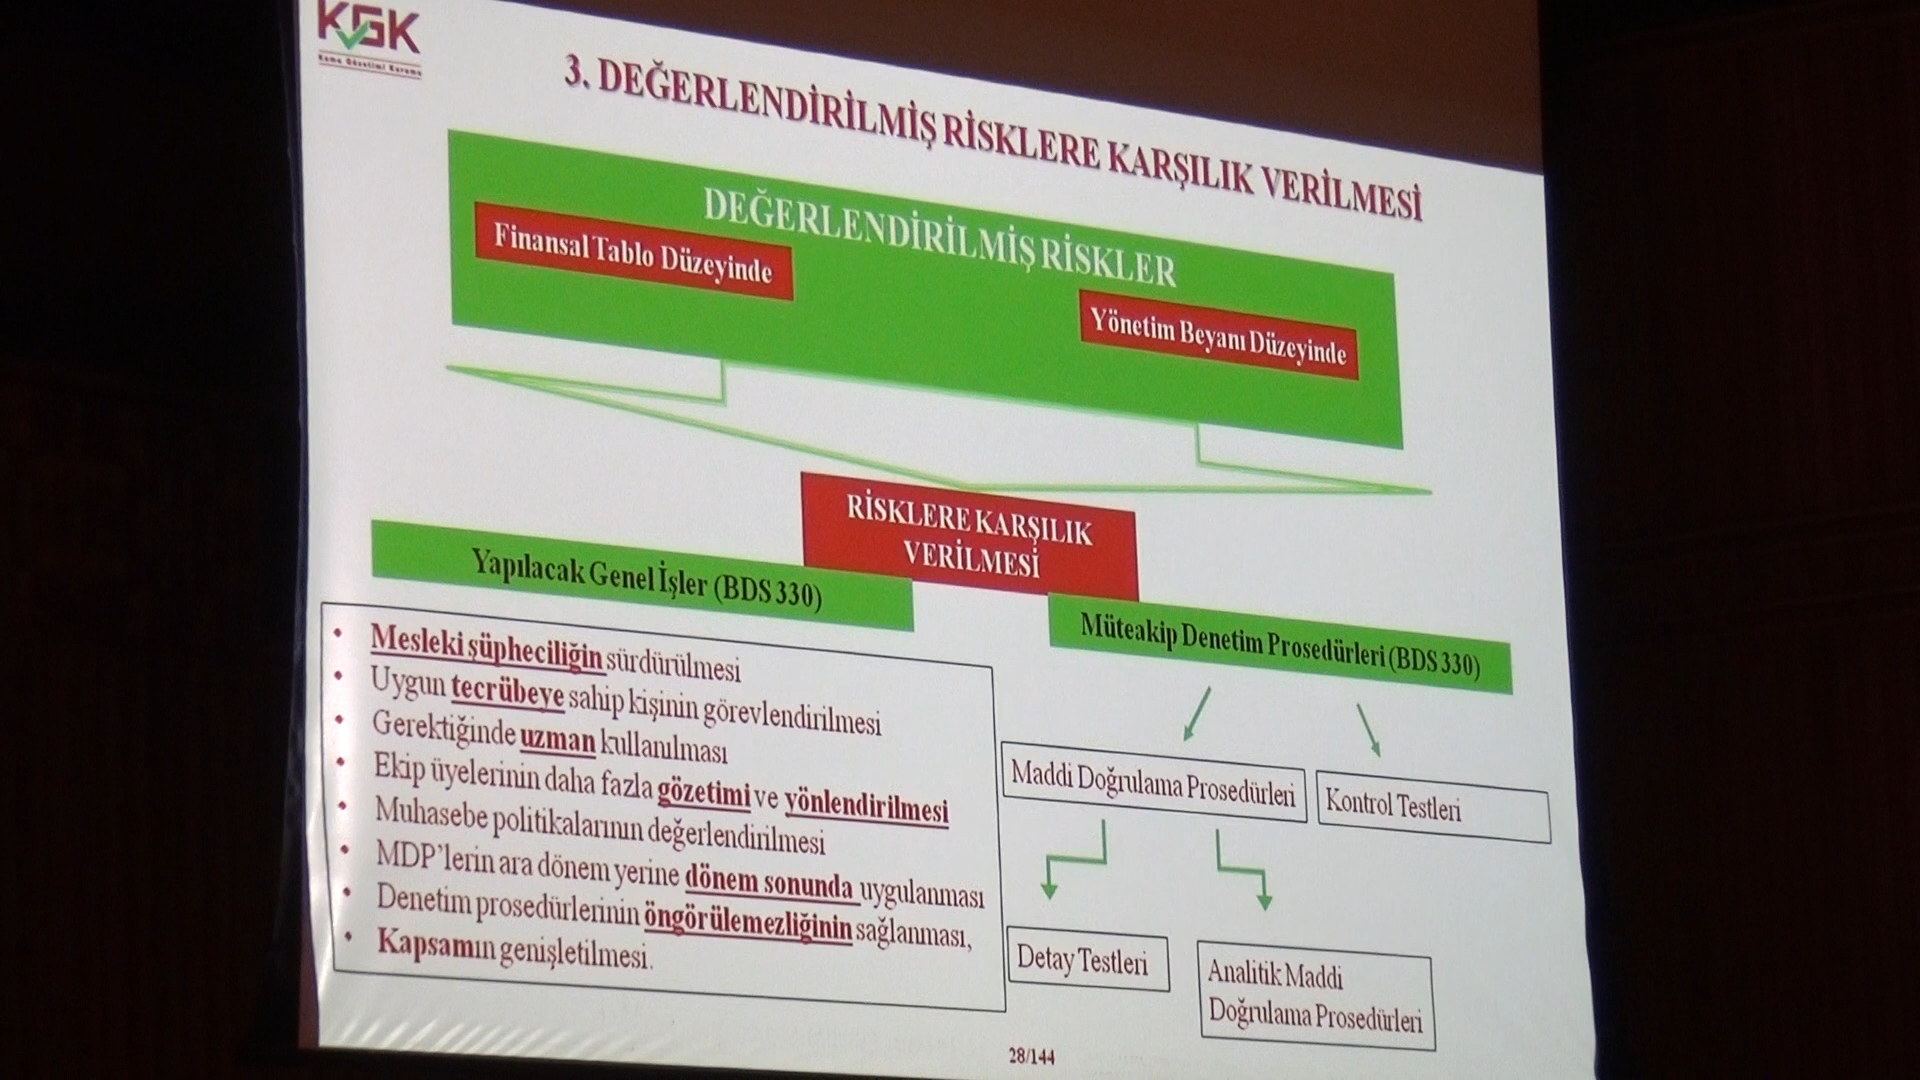 KGK
Kamu Gözetimi Kurumu
3. DEĞERLENDİRİLMİŞ RİSKLERE KARŞILIK VERİLMESİ
DEĞERLENDİRİLMİŞ RİSKLER
Finansal Tablo Düzeyinde
Yönetim Beyanı Düzeyinde
RİSKLERE KARŞILIK
VERİLMESİ
Yapılacak Genel İşler (BDS 330)
• Mesleki şüpheciliğin sürdürülmesi
• Uygun tecrübeye sahip kişinin görevlendirilmesi
• Gerektiğinde uzman kullanılması
• Ekip üyelerinin daha fazla gözetimi ve yönlendirilmesi
• Muhasebe politikalarının değerlendirilmesi
• MDP’lerin ara dönem yerine dönem sonunda uygulanması
• Denetim prosedürlerinin öngörülemezliğinin sağlanması,
• Kapsamın genişletilmesi.
Müteakip Denetim Prosedürleri (BDS 330)
Maddi Doğrulama Prosedürleri
Kontrol Testleri
Detay Testleri
Analitik Maddi
Doğrulama Prosedürleri
28/144